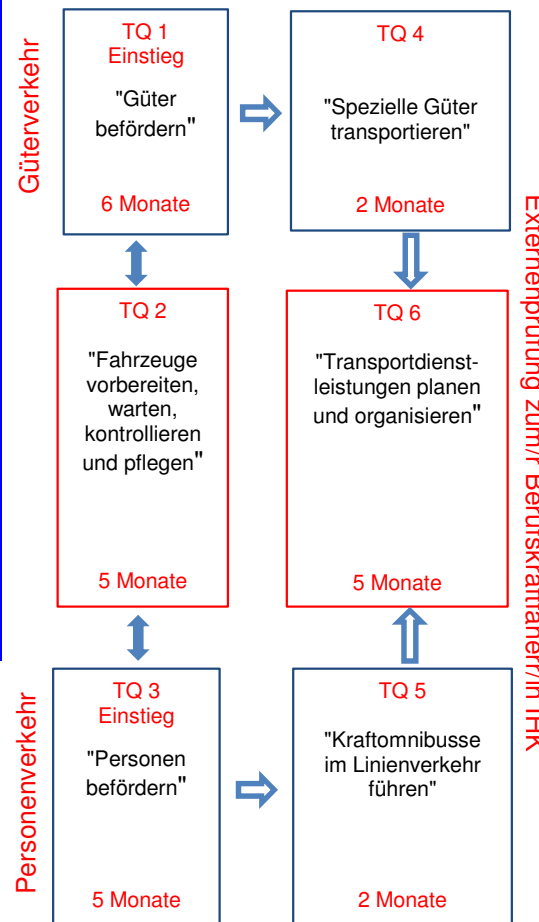 Güterverkehr
TQ 1
Einstieg
"Güter
befördern"
6 Monate
TQ 4
"Spezielle Güter
transportieren"
2 Monate
TQ 2
"Fahrzeuge
vorbereiten,
warten,
kontrollieren
und pflegen"
5 Monate
TQ 6
"Transportdienst-
leistungen planen
und organisieren"
5 Monate
Personenverkehr
TQ 3
Einstieg
"Personen
befördern"
5 Monate
TQ 5
"Kraftomnibusse
im Linienverkehr
führen"
2 Monate
Externenprüfung zum/r Berufskraftfahrer/in IHK